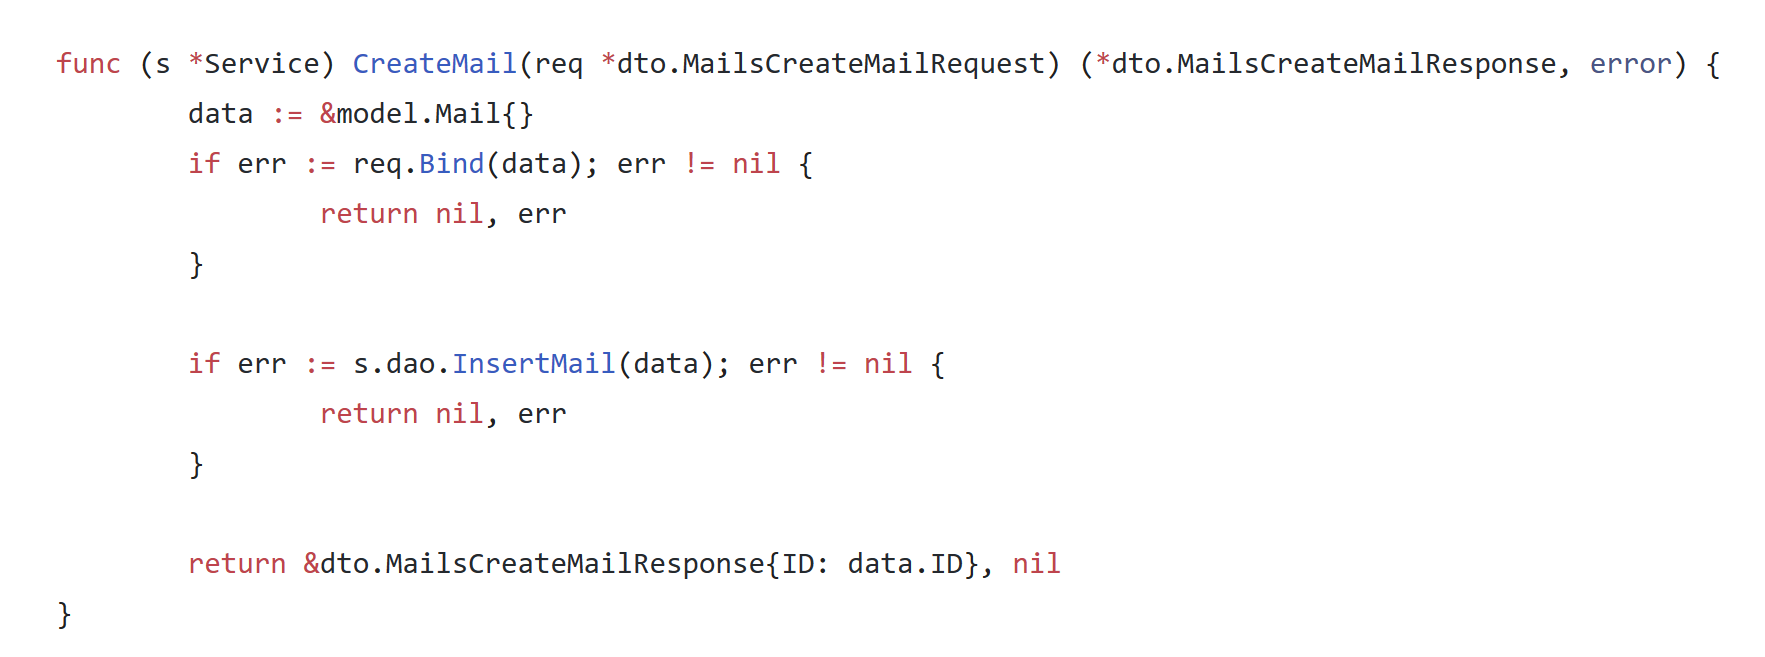 func (s *Service) CreateMail(req *dto.MailsCreateMailRequest) (*dto.MailsCreateMailResponse, error) {
        data := &model.Mail{}
        if err := req.Bind(data); err != nil {
                return nil, err
        }

        if err := s.dao.InsertMail(data); err != nil {
                return nil, err
        }

        return &dto.MailsCreateMailResponse{ID: data.ID}, nil
}